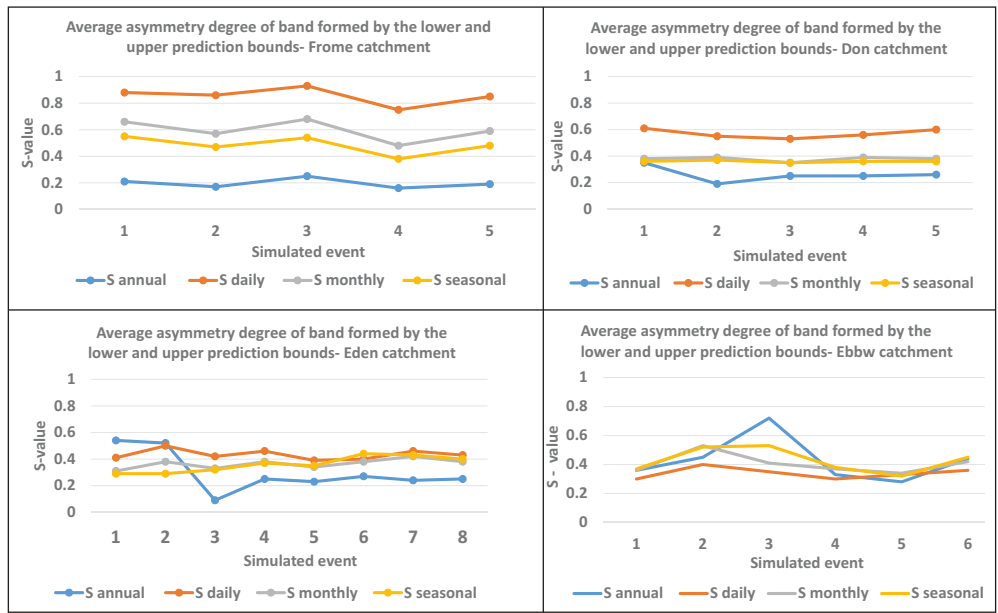 Average asymmetry degree of band formed by the lower and
upper prediction bounds- Frome catchment
1
0.8
0.6
0.4
0.2
0
S-value
1 2 3 4 5
Simulated event
S annual S daily S monthly S seasonal
Average asymmetry degree of band formed by the
lower and upper prediction bounds- Don catchment
1
0.8
0.6
0.4
0.2
0
S-value
1 2 3 4 5
Simulated event
S annual S daily S monthly S seasonal
Average asymmetry degree of band formed by the
lower and upper prediction bounds- Eden catchment
1
0.8
0.6
0.4
0.2
0
S-value
1 2 3 4 5 6 7 8
Simulated event
S annual S daily S monthly S seasonal
Average asymmetry degree of band formed by the
lower and upper prediction bounds- Ebbw catchment
1
0.8
0.6
0.4
0.2
0
S - value
1 2 3 4 5 6
Simulated event
S annual S daily S monthly S seasonal